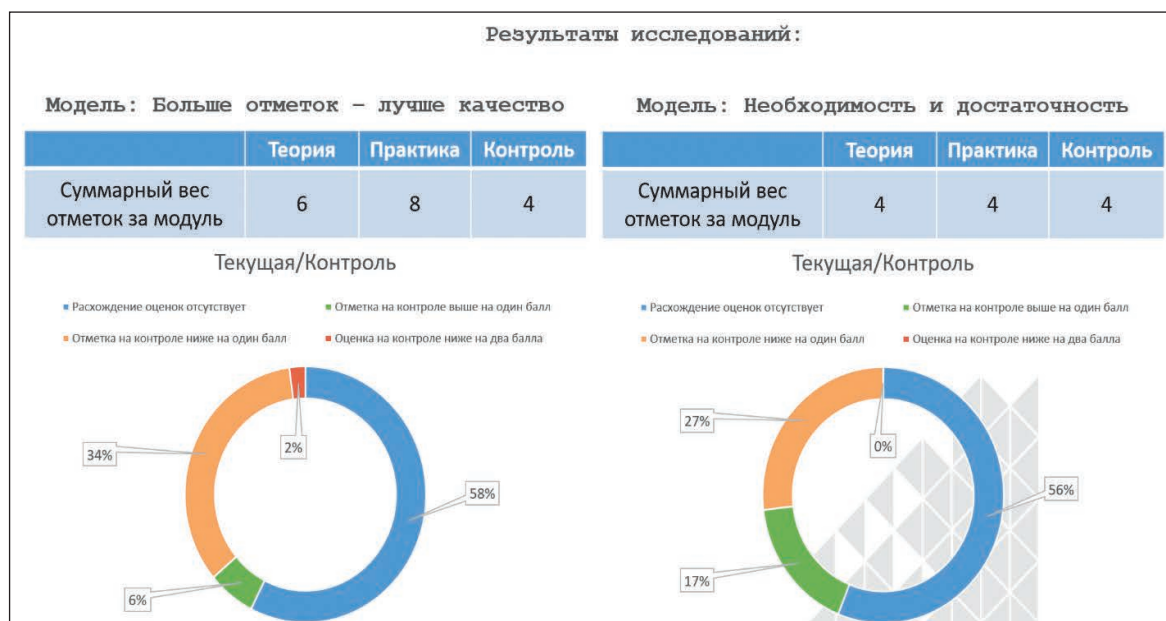 Результаты исследований:
Модель: Больше отметок – лучше качество
Теория Практика Контроль
Суммарный вес
отметок за модуль
6 8 4
Текущая/Контроль
Расхождение оценок отсутствует Отметка на контроле выше на один балл
Отметка на контроле ниже на один балл Оценка на контроле ниже на два балла
34%
2%
58%
6%
Модель: Необходимость и достаточность
Теория Практика Контроль
Суммарный вес
отметок за модуль
4 4 4
Текущая/Контроль
Расхождение оценок отсутствует Отметка на контроле выше на один балл
Отметка на контроле ниже на один балл Оценка на контроле ниже на два балла
27%
0%
56%
17%